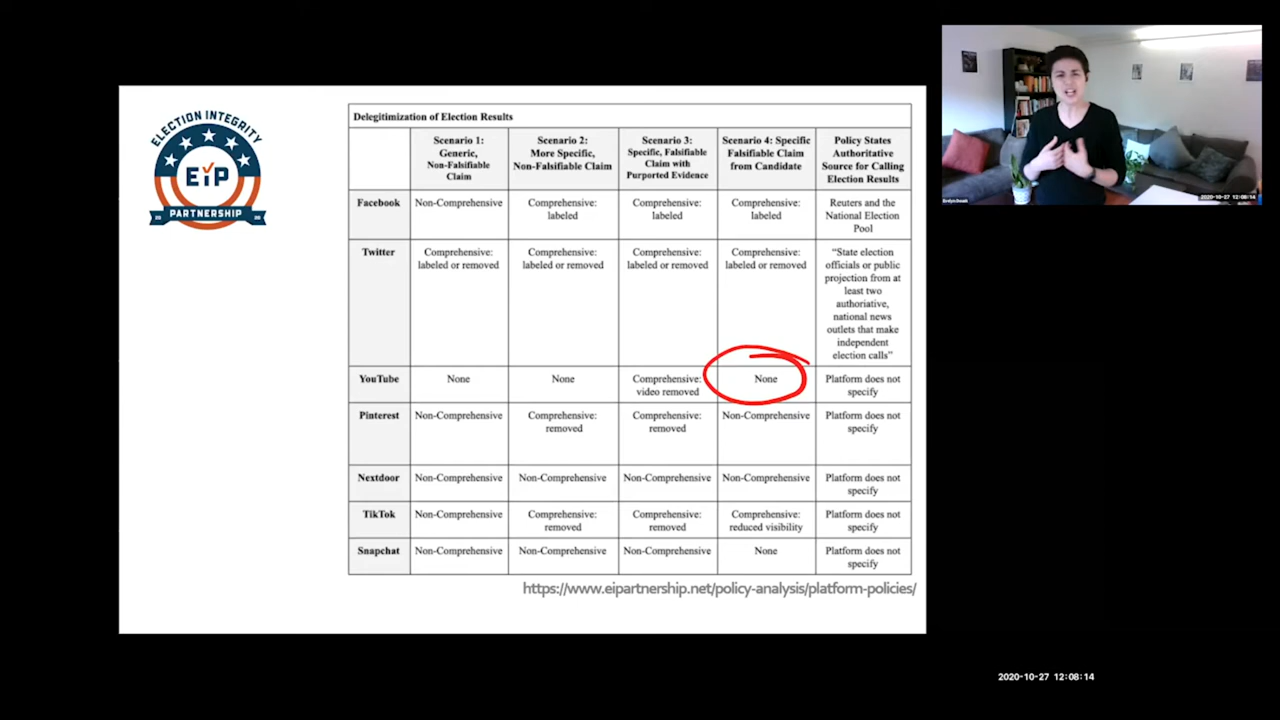 ELECTION INTEGRITY
EiP
PARTNERSHIP
Delegitimization of Election Results
Scenario 1:
Generic,
Non-Falsifiable
Claim
Scenario 2:
More Specific,
Non-Falsifiable Claim
Scenario 3:
Specific, Falsifiable
Claim with
Purported Evidence
Scenario 4: Specific
Falsifiable Claim
from Candidate
Policy States
Authoritative
Source for Calling
Election Results
Facebook
Non-Comprehensive
Comprehensive:
labeled
Comprehensive:
labeled
Comprehensive:
labeled
Reuters and the
National Election
Pool
Twitter
Comprehensive:
labeled or removed
Comprehensive:
labeled or removed
Comprehensive:
labeled or removed
Comprehensive:
labeled or removed
“State election
officials or public
projection from at
least two
authoriative,
national news
outlets that make
independent
election calls”
YouTube
None
None
Comprehensive:
video removed
None
Platform does not
specify
Pinterest
Non-Comprehensive
Comprehensive:
removed
Comprehensive:
removed
Non-Comprehensive
Platform does not
specify
Nextdoor
Non-Comprehensive
Non-Comprehensive
Non-Comprehensive
Non-Comprehensive
Platform does not
specify
TikTok
Non-Comprehensive
Comprehensive:
removed
Comprehensive:
removed
Comprehensive:
reduced visibility
Platform does not
specify
Snapchat
Non-Comprehensive
Non-Comprehensive
Non-Comprehensive
None
Platform does not
specify
https://www.eipartnership.net/policy-analysis/platform-policies/
2020-10-27 12:08:14
Evelyn Douek
2020-10-27 12:08:14